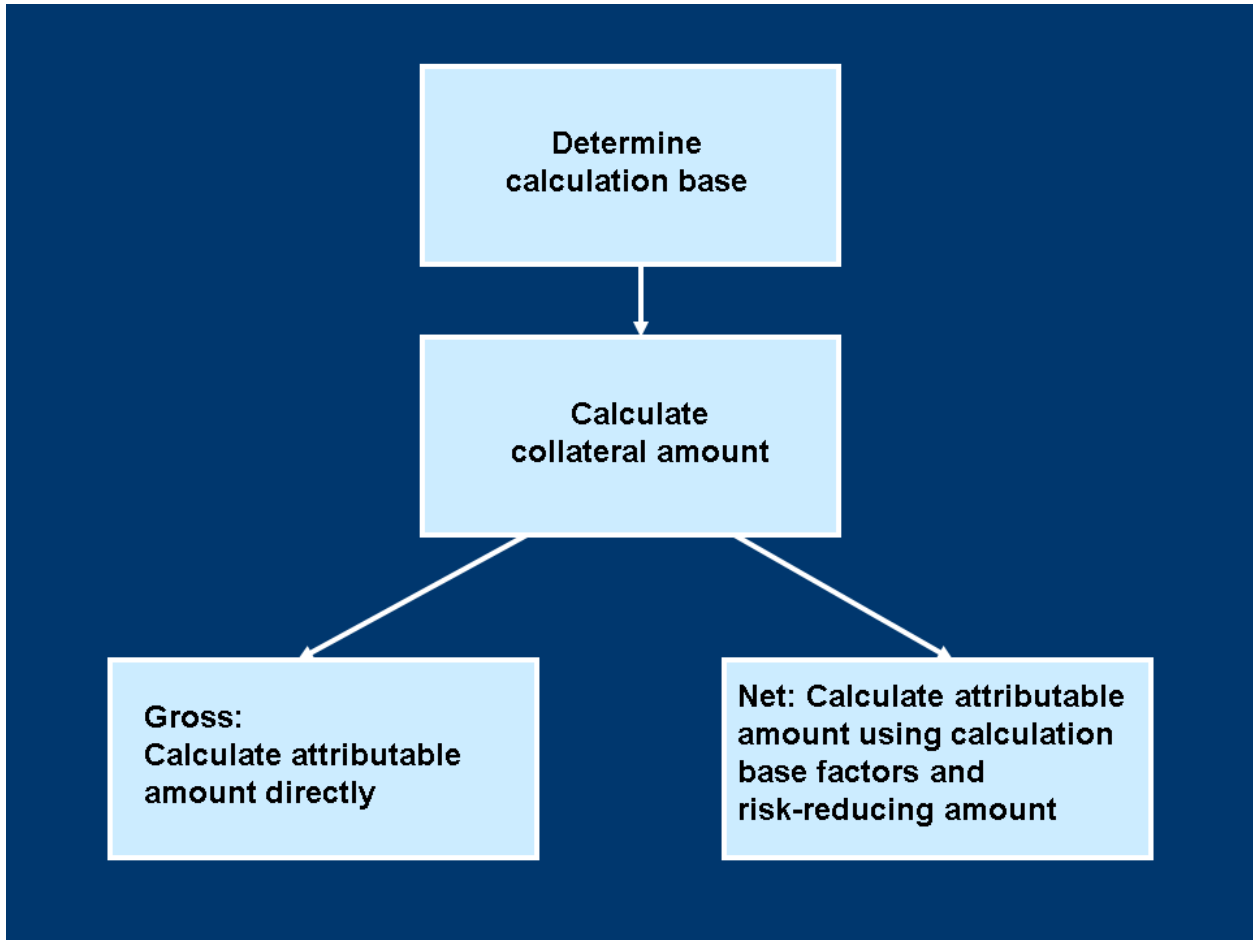 Determine
calculation base
Calculate
collateral amount
Gross:
Calculate attributable
amount directly
Net: Calculate attributable
amount using calculation
base factors and
risk-reducing amount